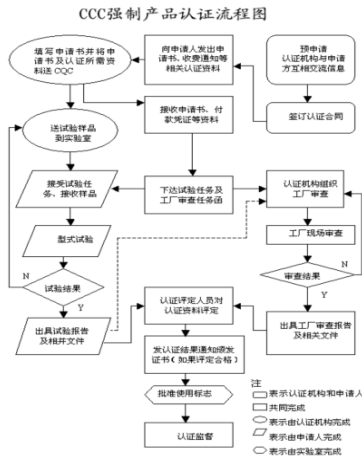 CCC强制产品认证流程图
填写申请书并将申
请书及认证所需资
料送CQC
向申请人发出申
请书、收费通知等
相关认证资料
预申请
认证机构与申请
方互相交流信息
接收申请书、付
款凭证等资料
签订认证合同
送试验样品
到实验室
接受试验任
务、接收样品
下达试验任务及
工厂审查任务函
认证机构组织
工厂审查
型式试验
工厂现场审查
N
试验结果
Y
N
审查结果
Y
认证评定人员对
认证资料评定
出具试验报告
及相并文件
出具工厂审查报告
及相关文件
发认证结果通知颁发
证书(如果评定合格)
批准使用标志
认证监督
注
表示认证机构和申请人
共同完成
表示由认证机构完成
表示由申请人完成
表示由实验室完成